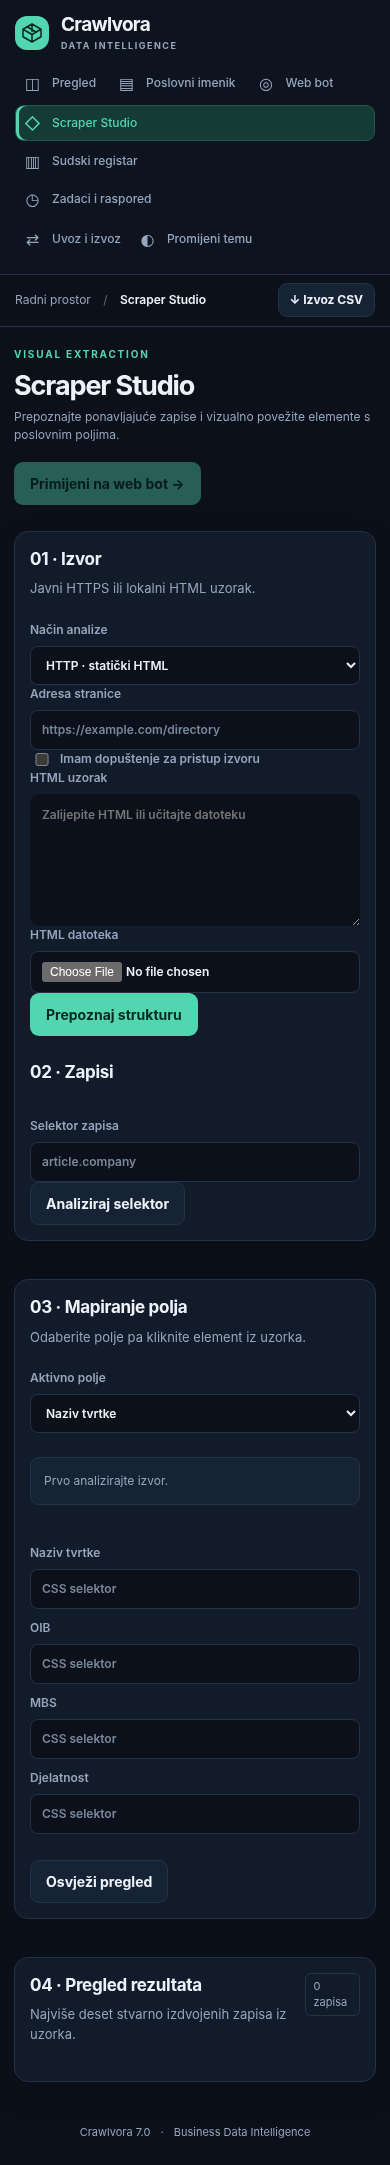 Crawlvora
DATA INTELLIGENCE
Pregled
Poslovni imenik
Web bot
Scraper Studio
Sudski registar
Zadaci i raspored
Uvoz i izvoz
Promijeni temu
Radni prostor / Scraper Studio
↓ Izvoz CSV
VISUAL EXTRACTION
Scraper Studio
Prepoznajte ponavljajuće zapise i vizualno povežite elemente s
poslovnim poljima.
Primijeni na web bot →
01 · Izvor
Javni HTTPS ili lokalni HTML uzorak.
Način analize
HTTP · statički HTML
Adresa stranice
https://example.com/directory
Imam dopuštenje za pristup izvoru
HTML uzorak
Zalijepite HTML ili učitajte datoteku
HTML datoteka
Choose File No file chosen
Prepoznaj strukturu
02 · Zapisi
Selektor zapisa
article.company
Analiziraj selektor
03 · Mapiranje polja
Odaberite polje pa kliknite element iz uzorka.
Aktivno polje
Naziv tvrtke
Prvo analizirajte izvor.
Naziv tvrtke
CSS selektor
OIB
CSS selektor
MBS
CSS selektor
Djelatnost
CSS selektor
Osvježi pregled
04 · Pregled rezultata
0
zapisa
Najviše deset stvarno izdvojenih zapisa iz
uzorka.
Crawlvora 7.0 · Business Data Intelligence